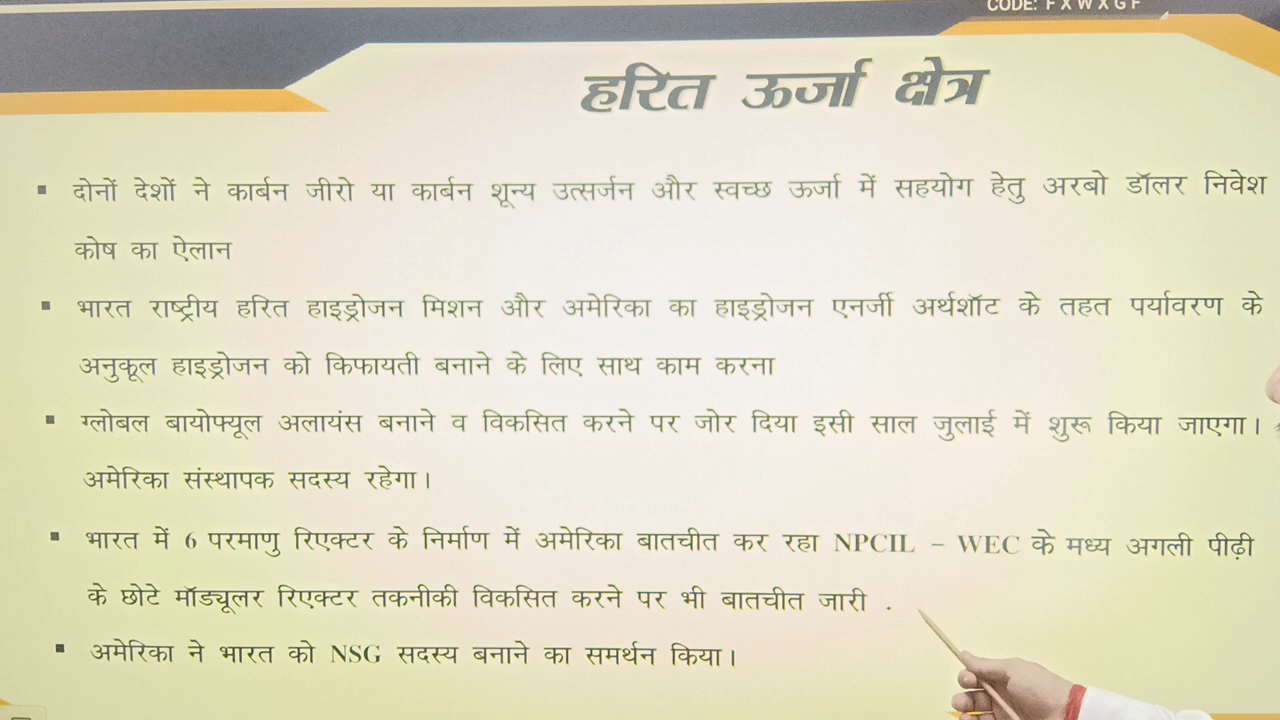 CODE: FXWXGF
हरित ऊर्जा क्षेत्र
▪ दोनों देशों ने कार्बन जीरो या कार्बन शून्य उत्सर्जन और स्वच्छ ऊर्जा में सहयोग हेतु अरबो डॉलर निवेश
कोष का ऐलान
▪ भारत राष्ट्रीय हरित हाइड्रोजन मिशन और अमेरिका का हाइड्रोजन एनर्जी अर्थशॉट के तहत पर्यावरण के
अनुकूल हाइड्रोजन को किफायती बनाने के लिए साथ काम करना
▪ ग्लोबल बायोफ्यूल अलायंस बनाने व विकसित करने पर जोर दिया इसी साल जुलाई में शुरू किया जाएगा।
अमेरिका संस्थापक सदस्य रहेगा।
▪ भारत में 6 परमाणु रिएक्टर के निर्माण में अमेरिका बातचीत कर रहा NPCIL – WEC के मध्य अगली पीढ़ी
के छोटे मॉड्यूलर रिएक्टर तकनीकी विकसित करने पर भी बातचीत जारी .
▪ अमेरिका ने भारत को NSG सदस्य बनाने का समर्थन किया।